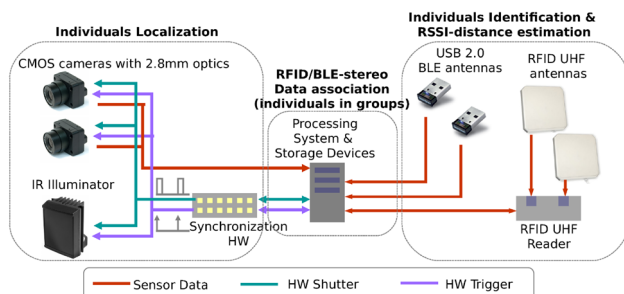 Individuals Localization
CMOS cameras with 2.8mm optics
IR Illuminator
Synchronization
HW
RFID/BLE-stereo
Data association
(individuals in groups)
Processing
System &
Storage Devices
Individuals Identification &
RSSI-distance estimation
USB 2.0
BLE antennas
RFID UHF
antennas
RFID UHF
Reader
Sensor Data
HW Shutter
HW Trigger